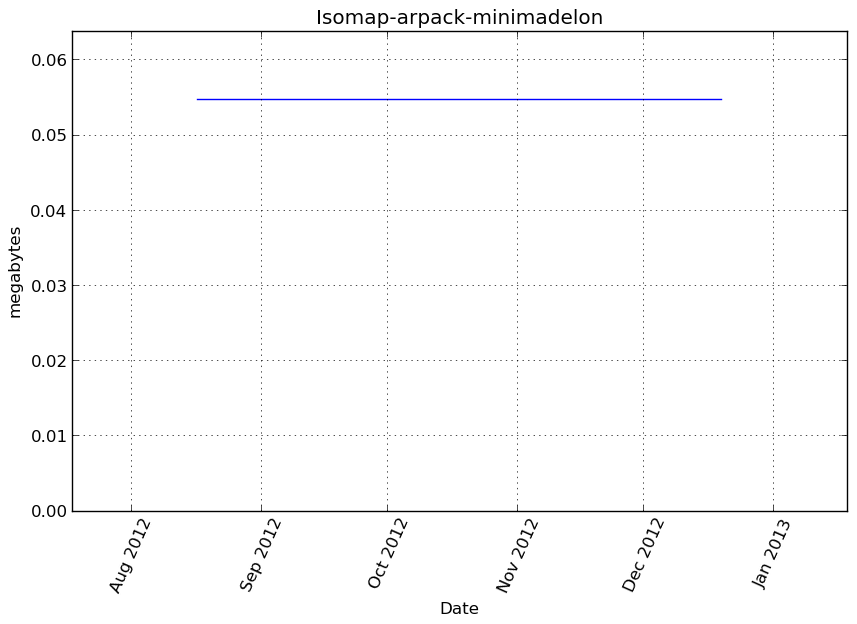 Isomap-arpack-minimadelon
0.06
0.05
0.04
0.03
0.02
0.01
0.00
megabytes
Aug 2012
Sep 2012
Oct 2012
Nov 2012
Dec 2012
Jan 2013
Date